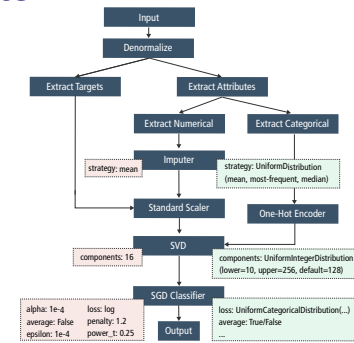 Input
Denormalize
Extract Targets
Extract Attributes
Extract Numerical
Extract Categorical
Imputer
strategy: mean
strategy: UniformDistribution
(mean, most-frequent, median)
Standard Scaler
One-Hot Encoder
SVD
components: 16
components: UniformIntegerDistribution
(lower=10, upper=256, default=128)
SGD Classifier
alpha: 1e-4
average: False
epsilon: 1e-4
loss: log
penalty: 1.2
power_t: 0.25
loss: UniformCategoricalDistribution(...)
average: True/False
...
Output